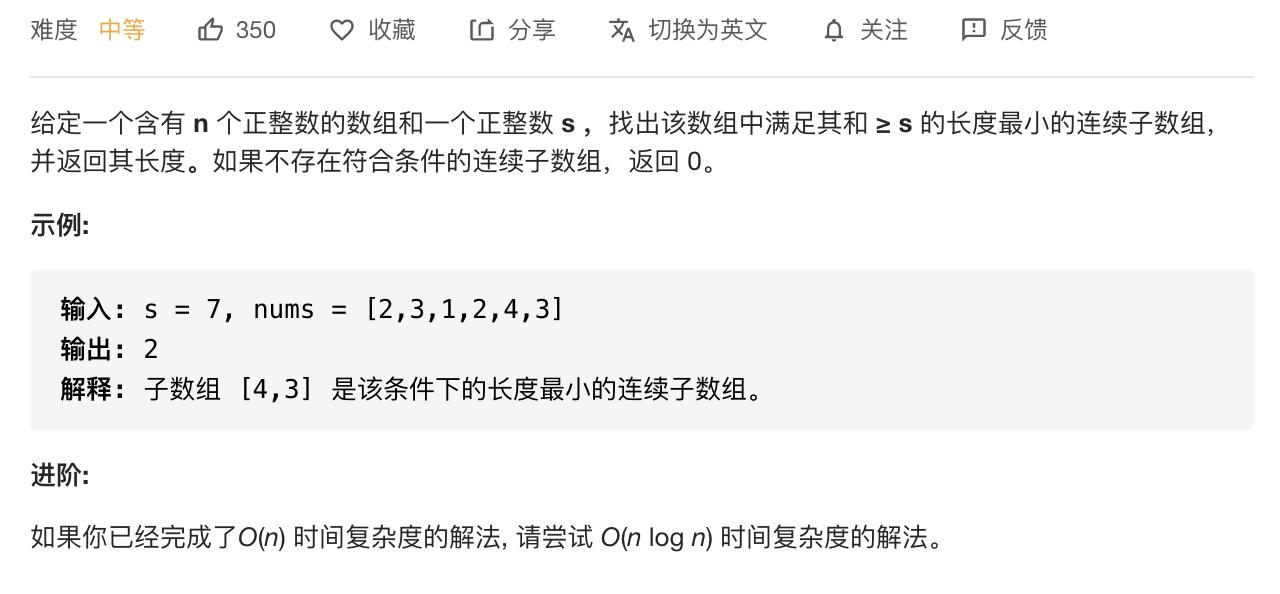 难度 中等 350 收藏 分享 切换为英文 关注 反馈
给定一个含有 n 个正整数的数组和一个正整数 s ，找出该数组中满足其和 ≥ s 的长度最小的连续子数组，
并返回其长度。如果不存在符合条件的连续子数组，返回 0。
示例:
输入: s = 7, nums = [2,3,1,2,4,3]
输出: 2
解释: 子数组 [4,3] 是该条件下的长度最小的连续子数组。
进阶:
如果你已经完成了O(n) 时间复杂度的解法, 请尝试 O(n log n) 时间复杂度的解法。